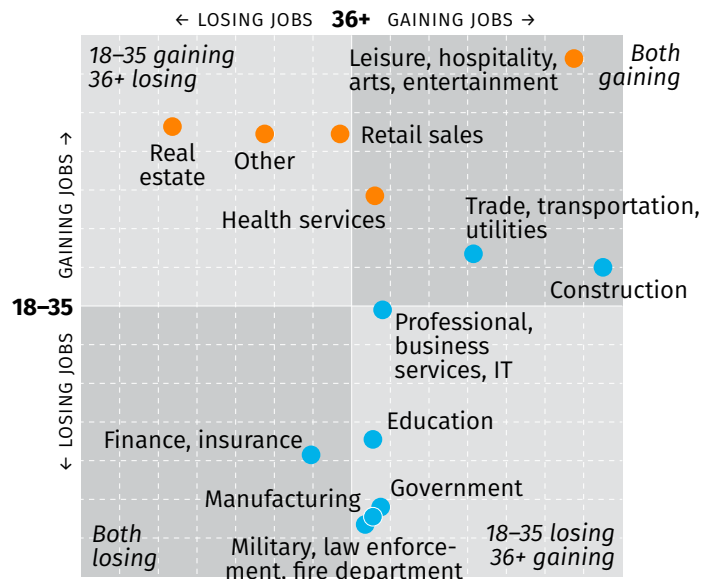 ← LOSING JOBS 36+ GAINING JOBS →
18–35 gaining
36+ losing
Leisure, hospitality,
arts, entertainment
Both
gaining
Real
estate
Other
Retail sales
GAINING JOBS →
Health services
Trade, transportation,
utilities
Construction
18–35
Professional,
business
services, IT
← LOSING JOBS
Education
Finance, insurance
Manufacturing
Government
Both
losing
Military, law enforce-
ment, fire department
18–35 losing
36+ gaining